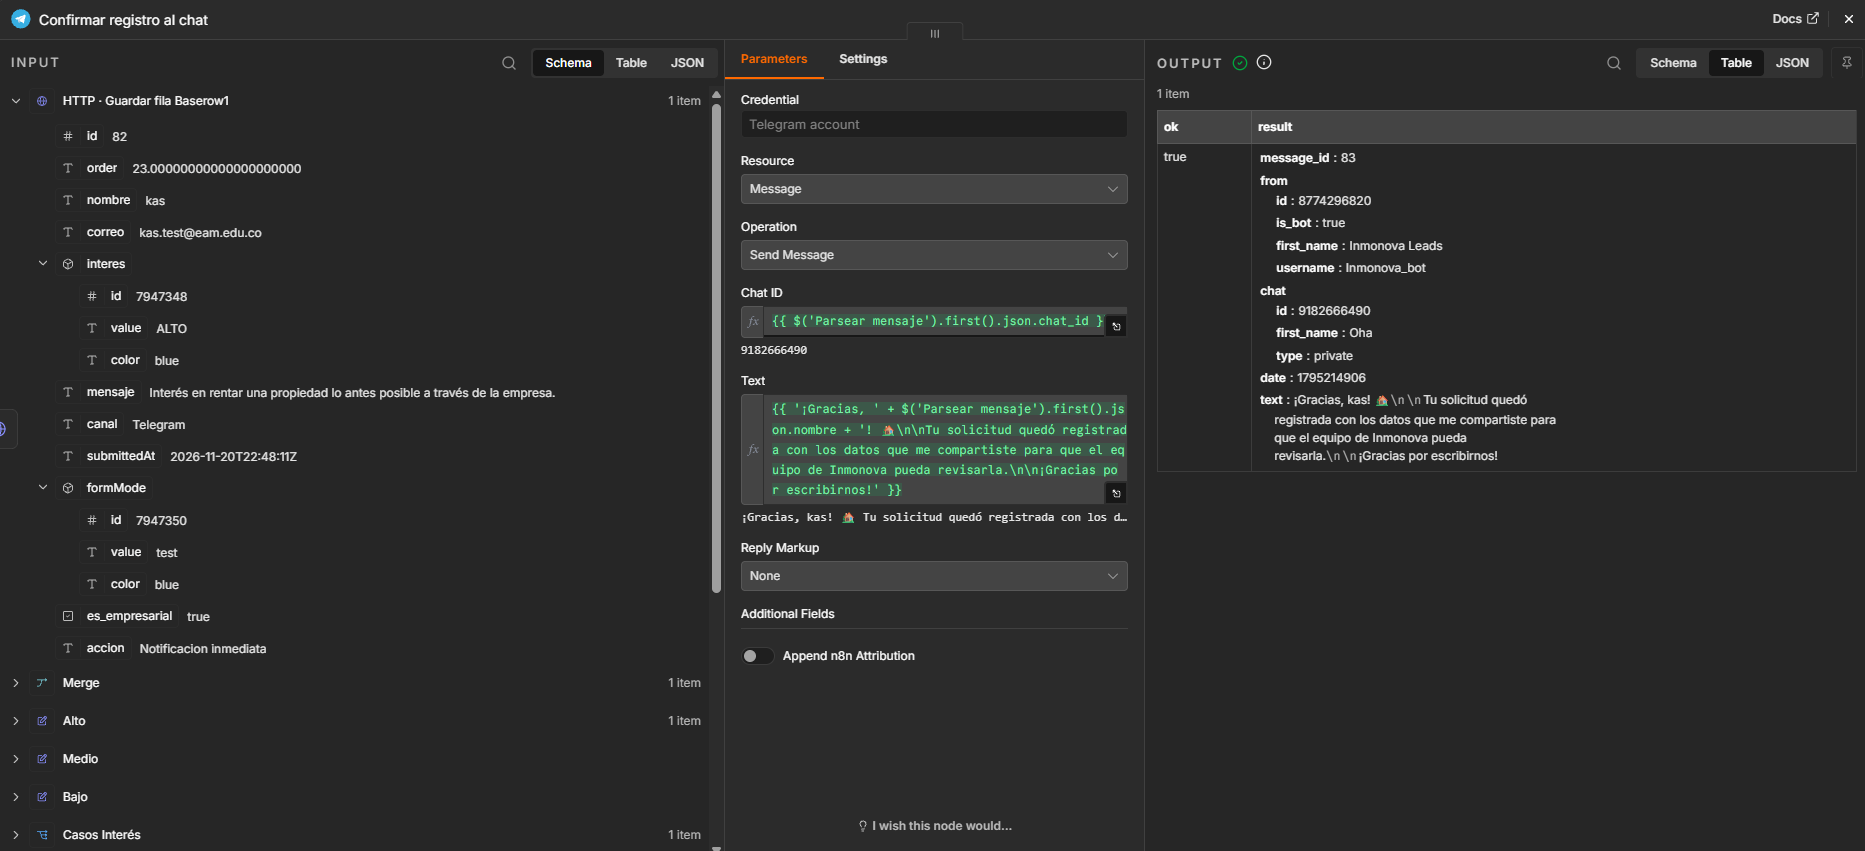 Confirmar registro al chat
Docs
INPUT
Schema Table JSON
HTTP · Guardar fila Baserow1 1 item
# id 82
T order 23.00000000000000000000
T nombre kas
T correo kas.test@eam.edu.co
interes
# id 7947348
T value ALTO
T color blue
T mensaje Interés en rentar una propiedad lo antes posible a través de la empresa.
T canal Telegram
T submittedAt 2026-11-20T22:48:11Z
formMode
# id 7947350
T value test
T color blue
es_empresarial true
T accion Notificacion inmediata
Merge 1 item
Alto 1 item
Medio
Bajo
Casos Interés 1 item
Parameters Settings
Credential
Telegram account
Resource
Message
Operation
Send Message
Chat ID
fx {{ $('Parsear mensaje').first().json.chat_id }
9182666490
Text
fx
{{ '¡Gracias, ' + $('Parsear mensaje').first().js
on.nombre + '! 🏠\n\nTu solicitud quedó registrad
a con los datos que me compartiste para que el eq
uipo de Inmonova pueda revisarla.\n\n¡Gracias po
r escribirnos!' }}
¡Gracias, kas! 🏠 Tu solicitud quedó registrada con los d…
Reply Markup
None
Additional Fields
Append n8n Attribution
I wish this node would...
OUTPUT
Schema Table JSON
1 item
ok result
true message_id : 83
from
id : 8774296820
is_bot : true
first_name : Inmonova Leads
username : Inmonova_bot
chat
id : 9182666490
first_name : Oha
type : private
date : 1795214906
text : ¡Gracias, kas! 🏠\n\nTu solicitud quedó
registrada con los datos que me compartiste para
que el equipo de Inmonova pueda
revisarla.\n\n¡Gracias por escribirnos!